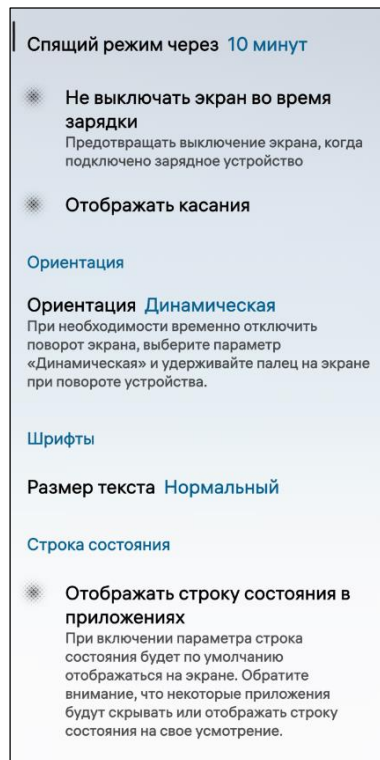 Спящий режим через 10 минут
Не выключать экран во время
зарядки
Предотвращать выключение экрана, когда
подключено зарядное устройство
Отображать касания
Ориентация
Ориентация Динамическая
При необходимости временно отключить
поворот экрана, выберите параметр
«Динамическая» и удерживайте палец на экране
при повороте устройства.
Шрифты
Размер текста Нормальный
Строка состояния
Отображать строку состояния в
приложениях
При включении параметра строка
состояния будет по умолчанию
отображаться на экране. Обратите
внимание, что некоторые приложения
будут скрывать или отображать строку
состояния на свое усмотрение.